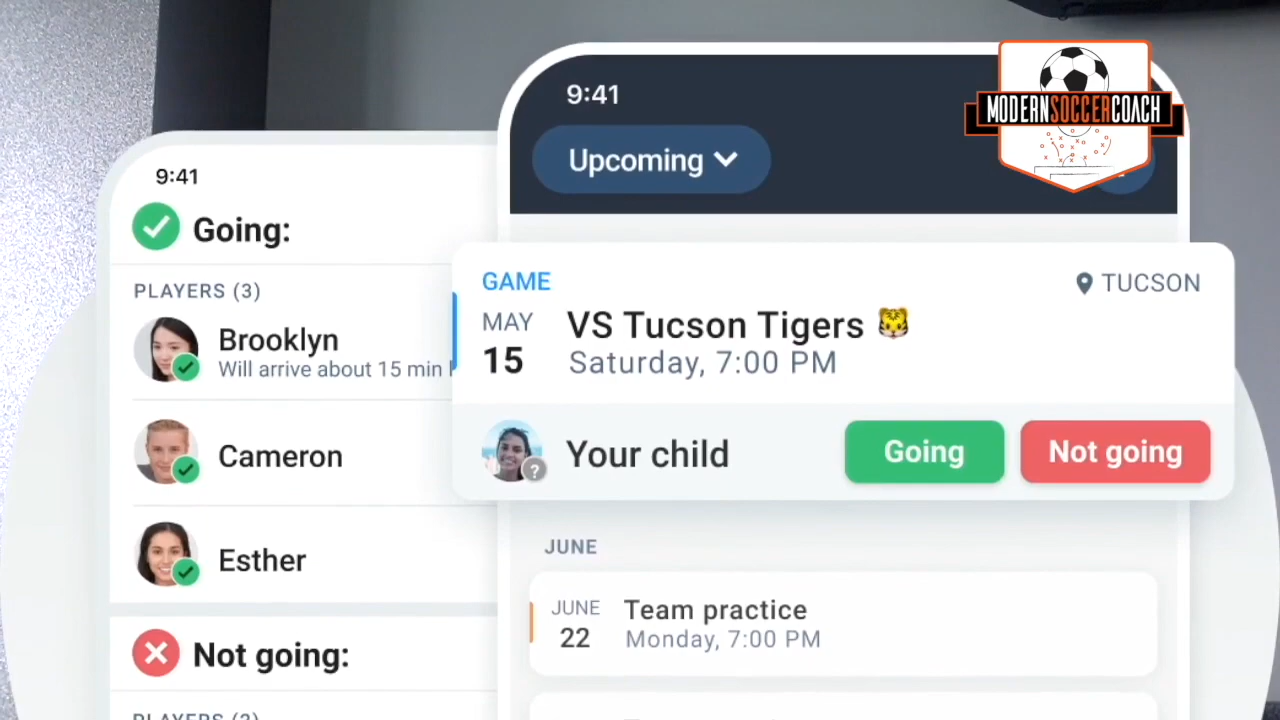 9:41
Going:
PLAYERS (3)
Brooklyn
Will arrive about 15 min
Cameron
Esther
Not going:
PLAYERS (2)
9:41
Upcoming
MODERNSOCCERCOACH
GAME
TUCSON
MAY
15
VS Tucson Tigers 🐯
Saturday, 7:00 PM
Your child
?
Going
Not going
JUNE
JUNE
22
Team practice
Monday, 7:00 PM